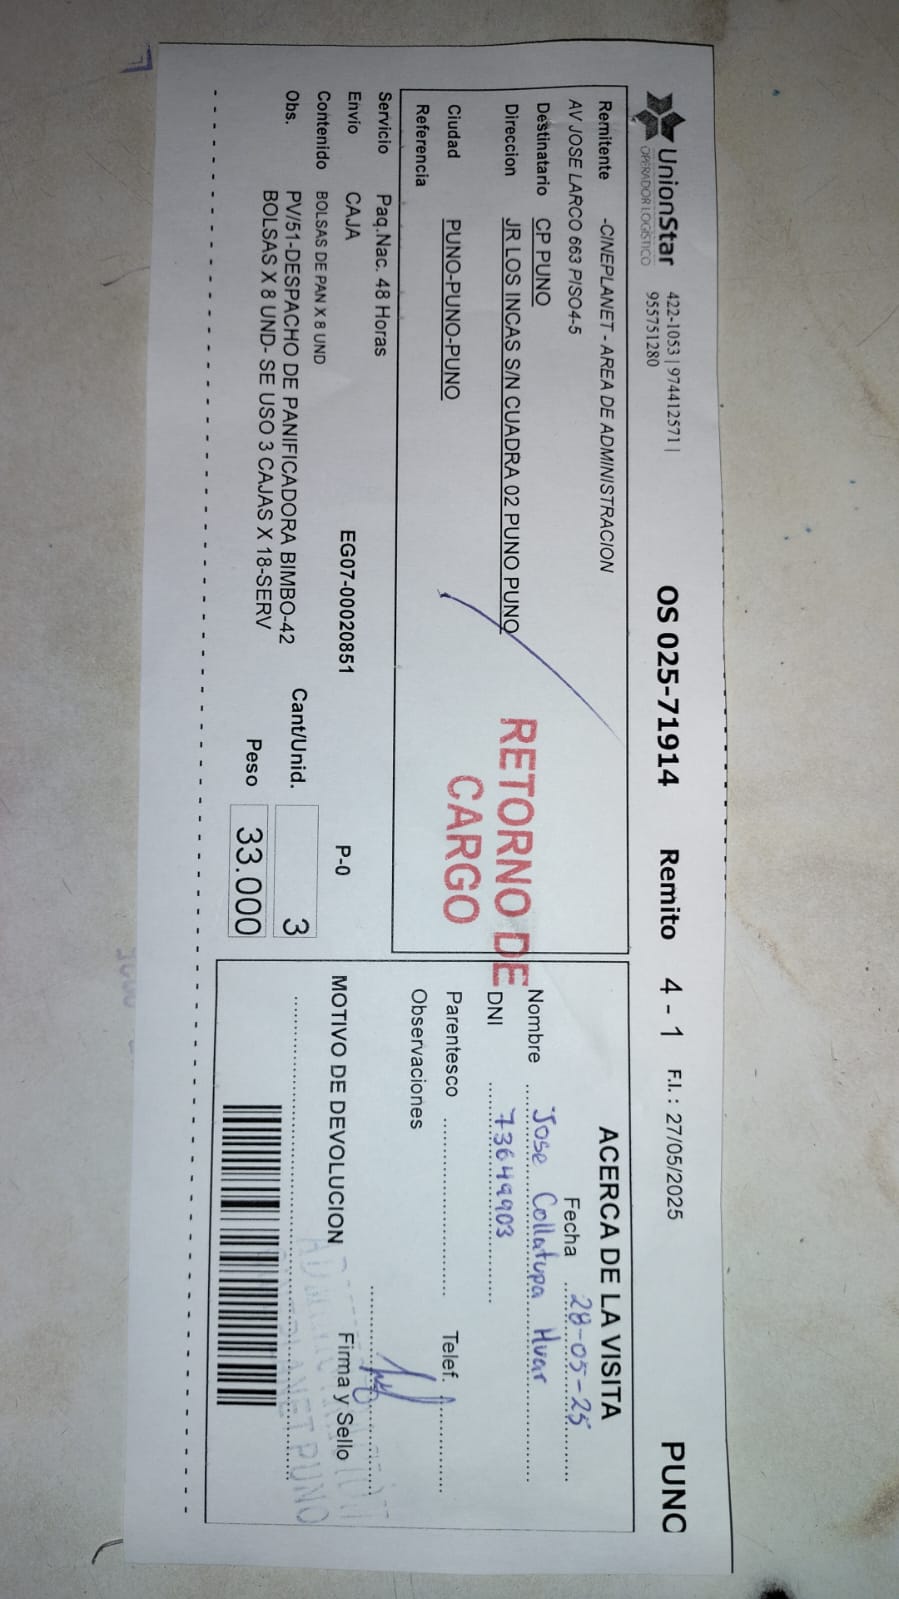 UnionStar
OPERADOR LOGÍSTICO
422-1053 | 974412571 |
955751280
OS 025-71914 Remito 4 - 1 F.I.: 27/05/2025 PUNO
Remitente -CINEPLANET - AREA DE ADMINISTRACION
AV JOSE LARCO 663 PISO4-5
Destinatario CP PUNO
Direccion JR LOS INCAS S/N CUADRA 02 PUNO PUNO
Ciudad PUNO-PUNO-PUNO
Referencia
RETORNO DE
CARGO
Servicio Paq.Nac. 48 Horas
Envio CAJA EG07-00020851 P-0
Contenido BOLSAS DE PAN X 8 UND
Obs. PV/51-DESPACHO DE PANIFICADORA BIMBO-42
BOLSAS X 8 UND- SE USO 3 CAJAS X 18-SERV
Cant/Unid. 3
Peso 33.000
ACERCA DE LA VISITA
Fecha 28-05-25
Nombre Jose Collatupa Huar
DNI 73649903
Parentesco Telef.
Observaciones
MOTIVO DE DEVOLUCION Firma y Sello
CINEPLANET PUNO